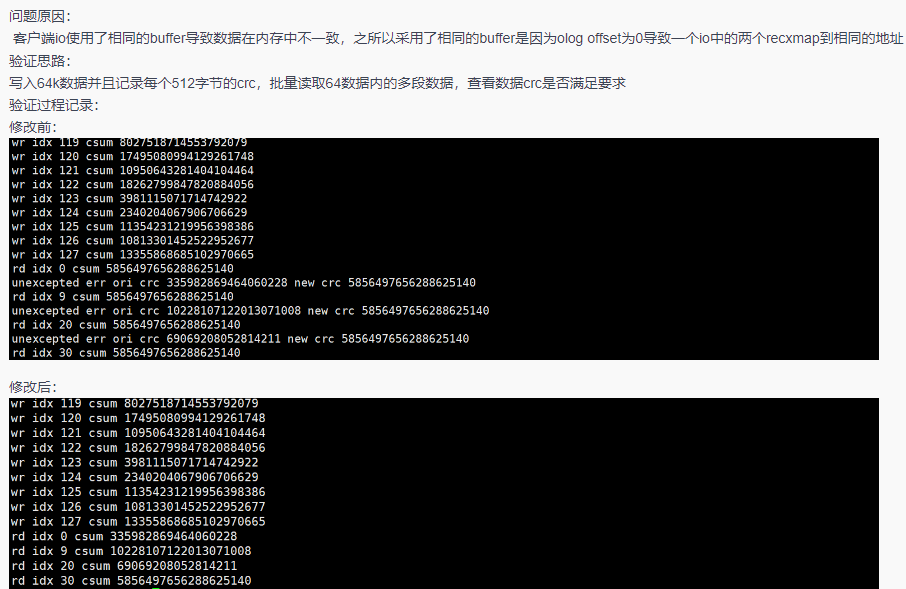 问题原因：
客户端io使用了相同的buffer导致数据在内存中不一致，之所以采用了相同的buffer是因为olog offset为0导致一个io中的两个recxmap到相同的地址
验证思路：
写入64k数据并且记录每个512字节的crc，批量读取64数据内的多段数据，查看数据crc是否满足要求
验证过程记录：
修改前：
wr idx 119 csum 8027518714553792079
wr idx 120 csum 17495080994129261748
wr idx 121 csum 10950643281404104464
wr idx 122 csum 18262799847820884056
wr idx 123 csum 3981115071714742922
wr idx 124 csum 2340204067906706629
wr idx 125 csum 11354231219956398386
wr idx 126 csum 10813301452522952677
wr idx 127 csum 13355868685102970665
rd idx 0 csum 5856497656288625140
unexcepted err ori crc 335982869464060228 new crc 5856497656288625140
rd idx 9 csum 5856497656288625140
unexcepted err ori crc 10228107122013071008 new crc 5856497656288625140
rd idx 20 csum 5856497656288625140
unexcepted err ori crc 69069208052814211 new crc 5856497656288625140
rd idx 30 csum 5856497656288625140
修改后：
wr idx 119 csum 8027518714553792079
wr idx 120 csum 17495080994129261748
wr idx 121 csum 10950643281404104464
wr idx 122 csum 18262799847820884056
wr idx 123 csum 3981115071714742922
wr idx 124 csum 2340204067906706629
wr idx 125 csum 11354231219956398386
wr idx 126 csum 10813301452522952677
wr idx 127 csum 13355868685102970665
rd idx 0 csum 335982869464060228
rd idx 9 csum 10228107122013071008
rd idx 20 csum 69069208052814211
rd idx 30 csum 5856497656288625140